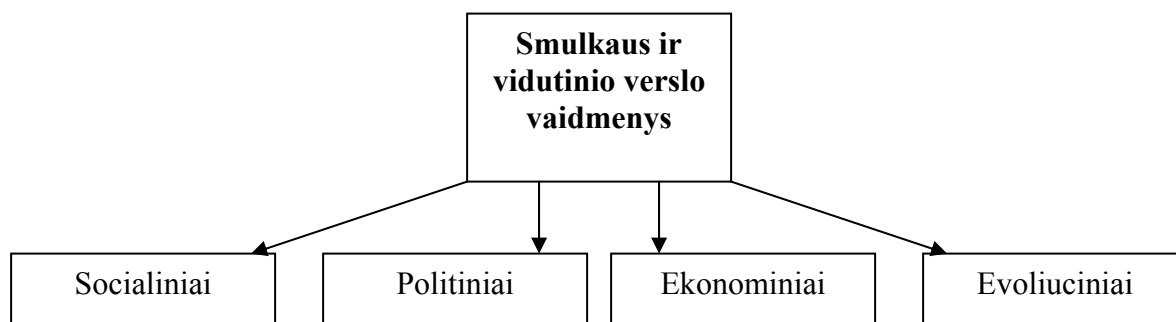 Smulkaus ir
vidutinio verslo
vaidmenys
Socialiniai
Politiniai
Ekonominiai
Evoliuciniai